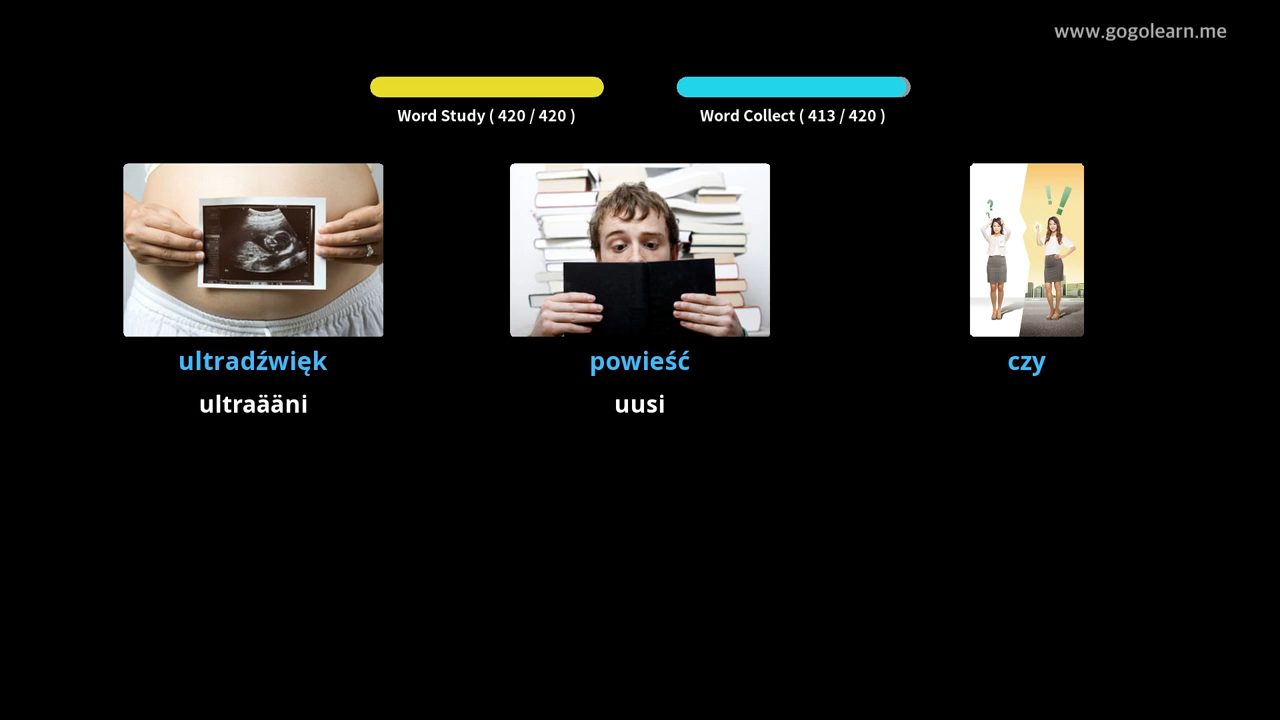 www.gogolearn.me
Word Study ( 420 / 420 )
Word Collect ( 413 / 420 )
ultradźwięk
powieść
czy
ultraääni
uusi